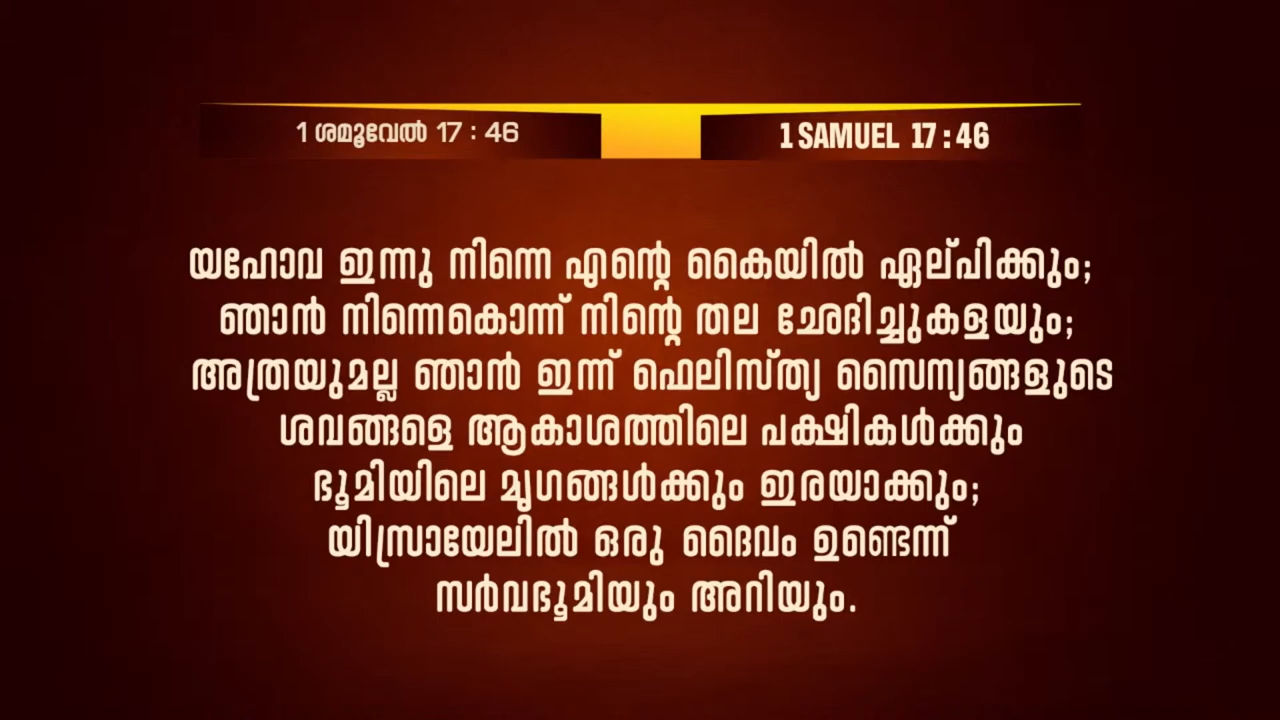 1 ശമൂവേൽ 17 : 46
1 SAMUEL 17 : 46
യഹോവ ഇന്നു നിന്നെ എന്റെ കൈയിൽ ഏല്പിക്കും;
ഞാൻ നിന്നെകൊന്ന് നിന്റെ തല ഛേദിച്ചുകളയും;
അത്രയുമല്ല ഞാൻ ഇന്ന് ഫെലിസ്ത്യ സൈന്യങ്ങളുടെ
ശവങ്ങളെ ആകാശത്തിലെ പക്ഷികൾക്കും
ഭൂമിയിലെ മൃഗങ്ങൾക്കും ഇരയാക്കും;
യിസ്രായേലിൽ ഒരു ദൈവം ഉണ്ടെന്ന്
സർവഭൂമിയും അറിയും.